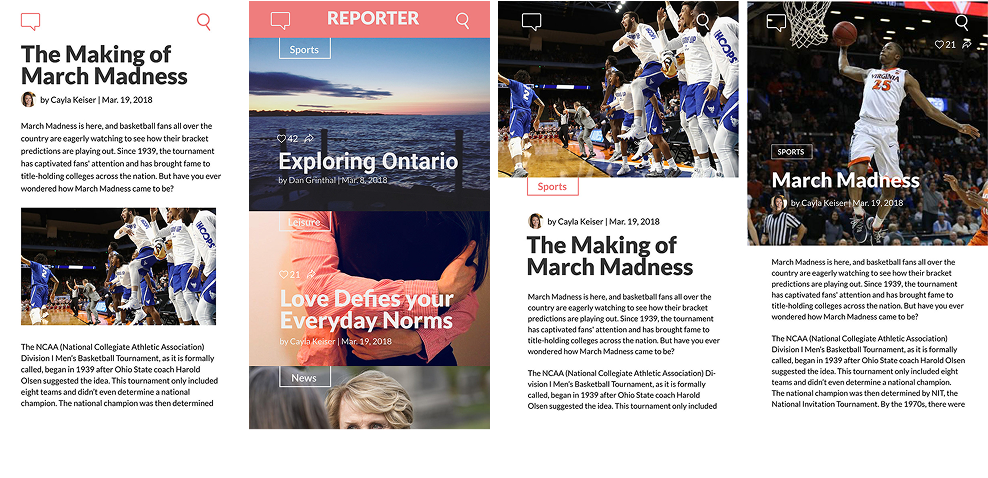 The Making of
March Madness
by Cayla Keiser | Mar. 19, 2018
March Madness is here, and basketball fans all over the
country are eagerly watching to see how their bracket
predictions are playing out. Since 1939, the tournament
has captivated fans' attention and has brought fame to
title-holding colleges across the nation. But have you ever
wondered how March Madness came to be?
HOOPS
The NCAA (National Collegiate Athletic Association)
Division I Men's Basketball Tournament, as it is formally
called, began in 1939 after Ohio State coach Harold
Olsen suggested the idea. This tournament only included
eight teams and didn't even determine a national
champion. The national champion was then determined
REPORTER
Sports
42
Exploring Ontario
by Dan Grinthal | Mar. 8, 2018
Leisure
21
Love Defies your
Everyday Norms
by Cayla Keiser | Mar. 19, 2018
News
HOOPS
2
Sports
by Cayla Keiser | Mar. 19, 2018
The Making of
March Madness
March Madness is here, and basketball fans all over the
country are eagerly watching to see how their bracket
predictions are playing out. Since 1939, the tournament
has captivated fans' attention and has brought fame to
title-holding colleges across the nation. But have you ever
wondered how March Madness came to be?
The NCAA (National Collegiate Athletic Association) Di-
vision I Men's Basketball Tournament, as it is formally
called, began in 1939 after Ohio State coach Harold
Olsen suggested the idea. This tournament only included
21
VIRGINIA
25
SPORTS
March Madness
by Cayla Keiser | Mar. 19, 2018
March Madness is here, and basketball fans all over the
country are eagerly watching to see how their bracket
predictions are playing out. Since 1939, the tournament
has captivated fans' attention and has brought fame to
title-holding colleges across the nation. But have you ever
wondered how March Madness came to be?
The NCAA (National Collegiate Athletic Association)
Division I Men's Basketball Tournament, as it is formally
called, began in 1939 after Ohio State coach Harold Olsen
suggested the idea. This tournament only included eight
teams and didn't even determine a national champion.
The national champion was then determined by NIT, the
National Invitation Tournament. By the 1970s, there were